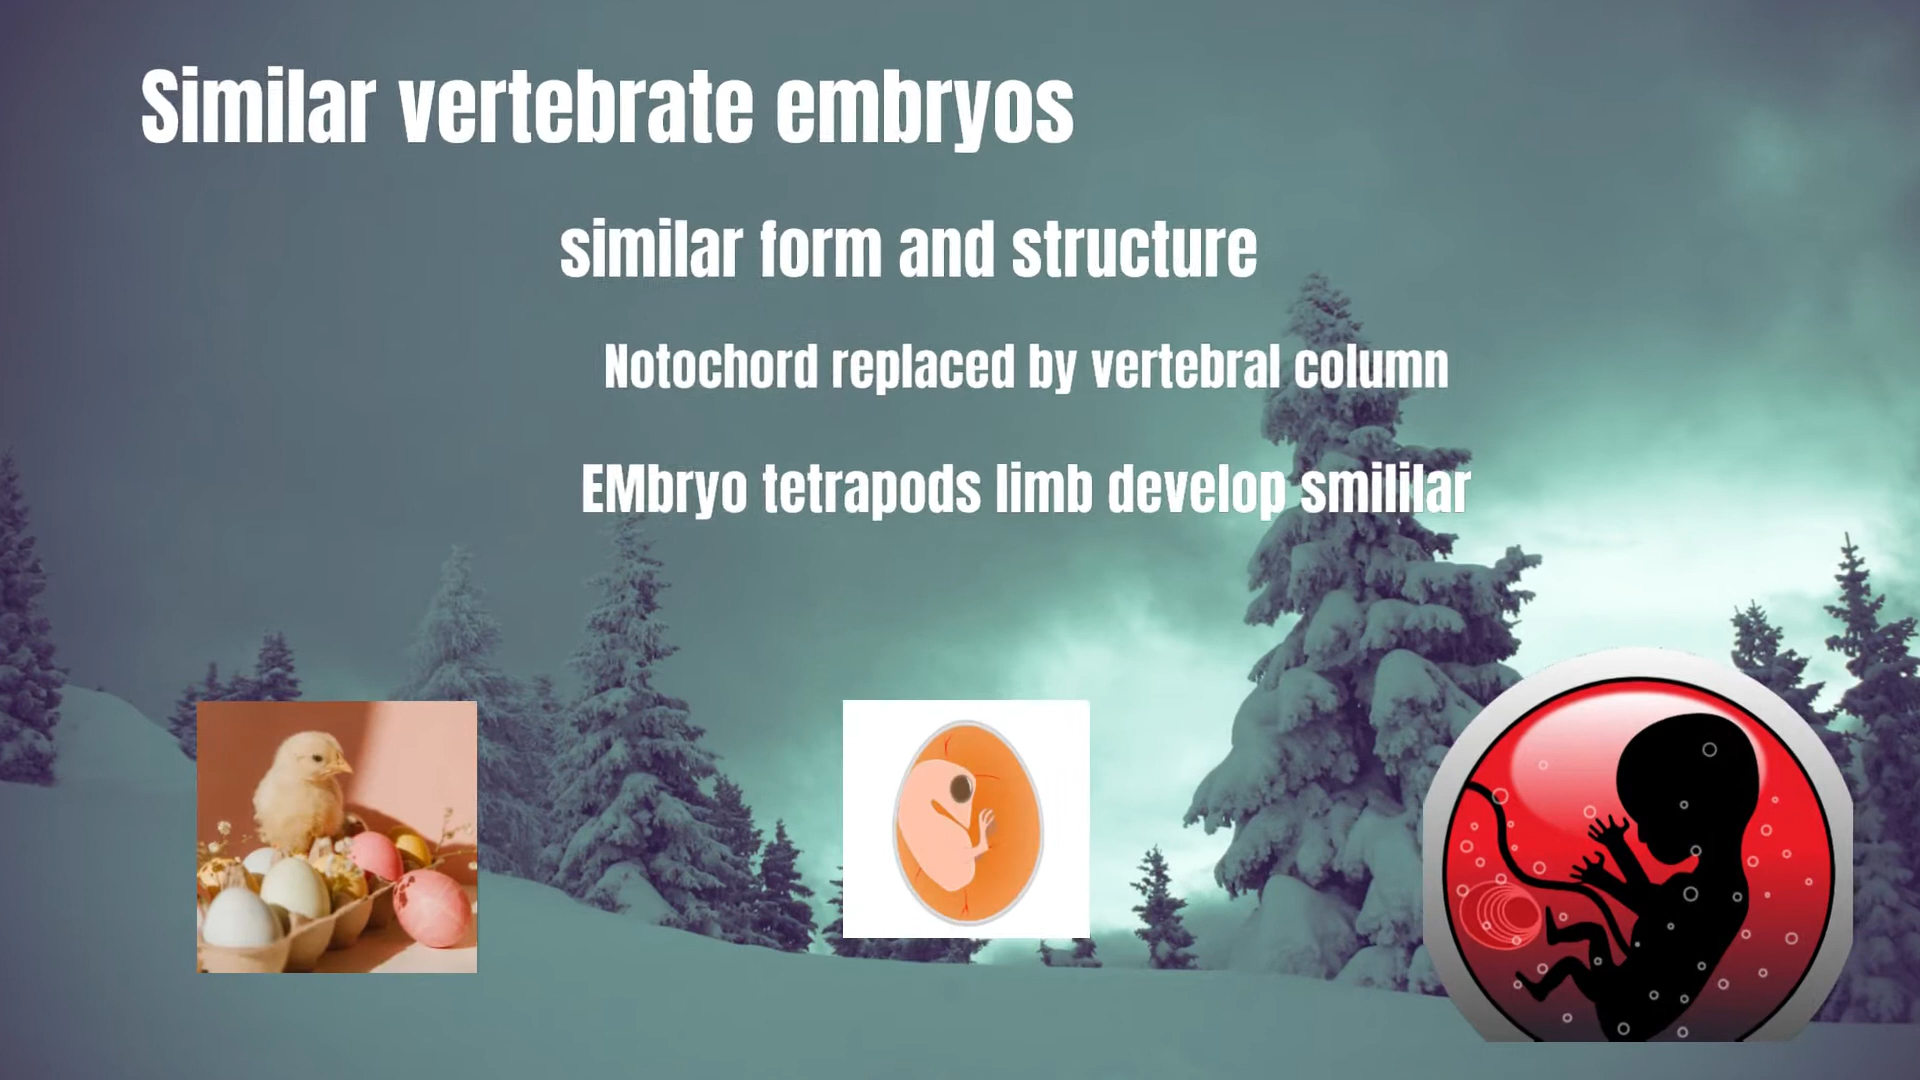 Similar vertebrate embryos
similar form and structure
Notochord replaced by vertebral column
EMbryo tetrapods limb develop smililar